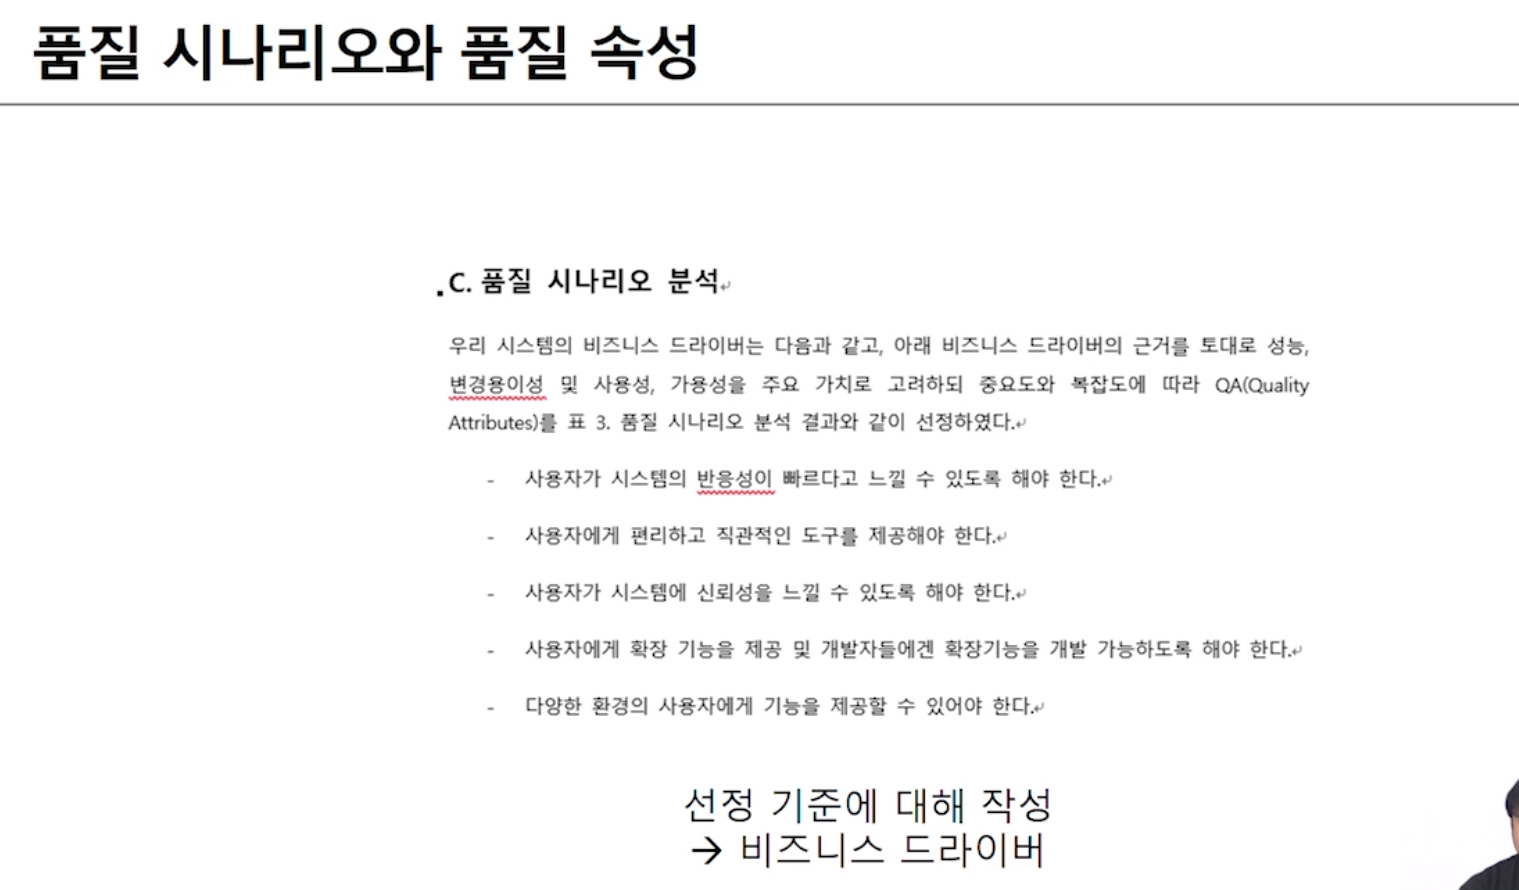 품질 시나리오와 품질 속성
C. 품질 시나리오 분석
우리 시스템의 비즈니스 드라이버는 다음과 같고, 아래 비즈니스 드라이버의 근거를 토대로 성능,
변경용이성 및 사용성, 가용성을 주요 가치로 고려하되 중요도와 복잡도에 따라 QA(Quality
Attributes)를 표 3. 품질 시나리오 분석 결과와 같이 선정하였다.
- 사용자가 시스템의 반응성이 빠르다고 느낄 수 있도록 해야 한다.
- 사용자에게 편리하고 직관적인 도구를 제공해야 한다.
- 사용자가 시스템에 신뢰성을 느낄 수 있도록 해야 한다.
- 사용자에게 확장 기능을 제공 및 개발자들에겐 확장기능을 개발 가능하도록 해야 한다.
- 다양한 환경의 사용자에게 기능을 제공할 수 있어야 한다.
선정 기준에 대해 작성
→ 비즈니스 드라이버